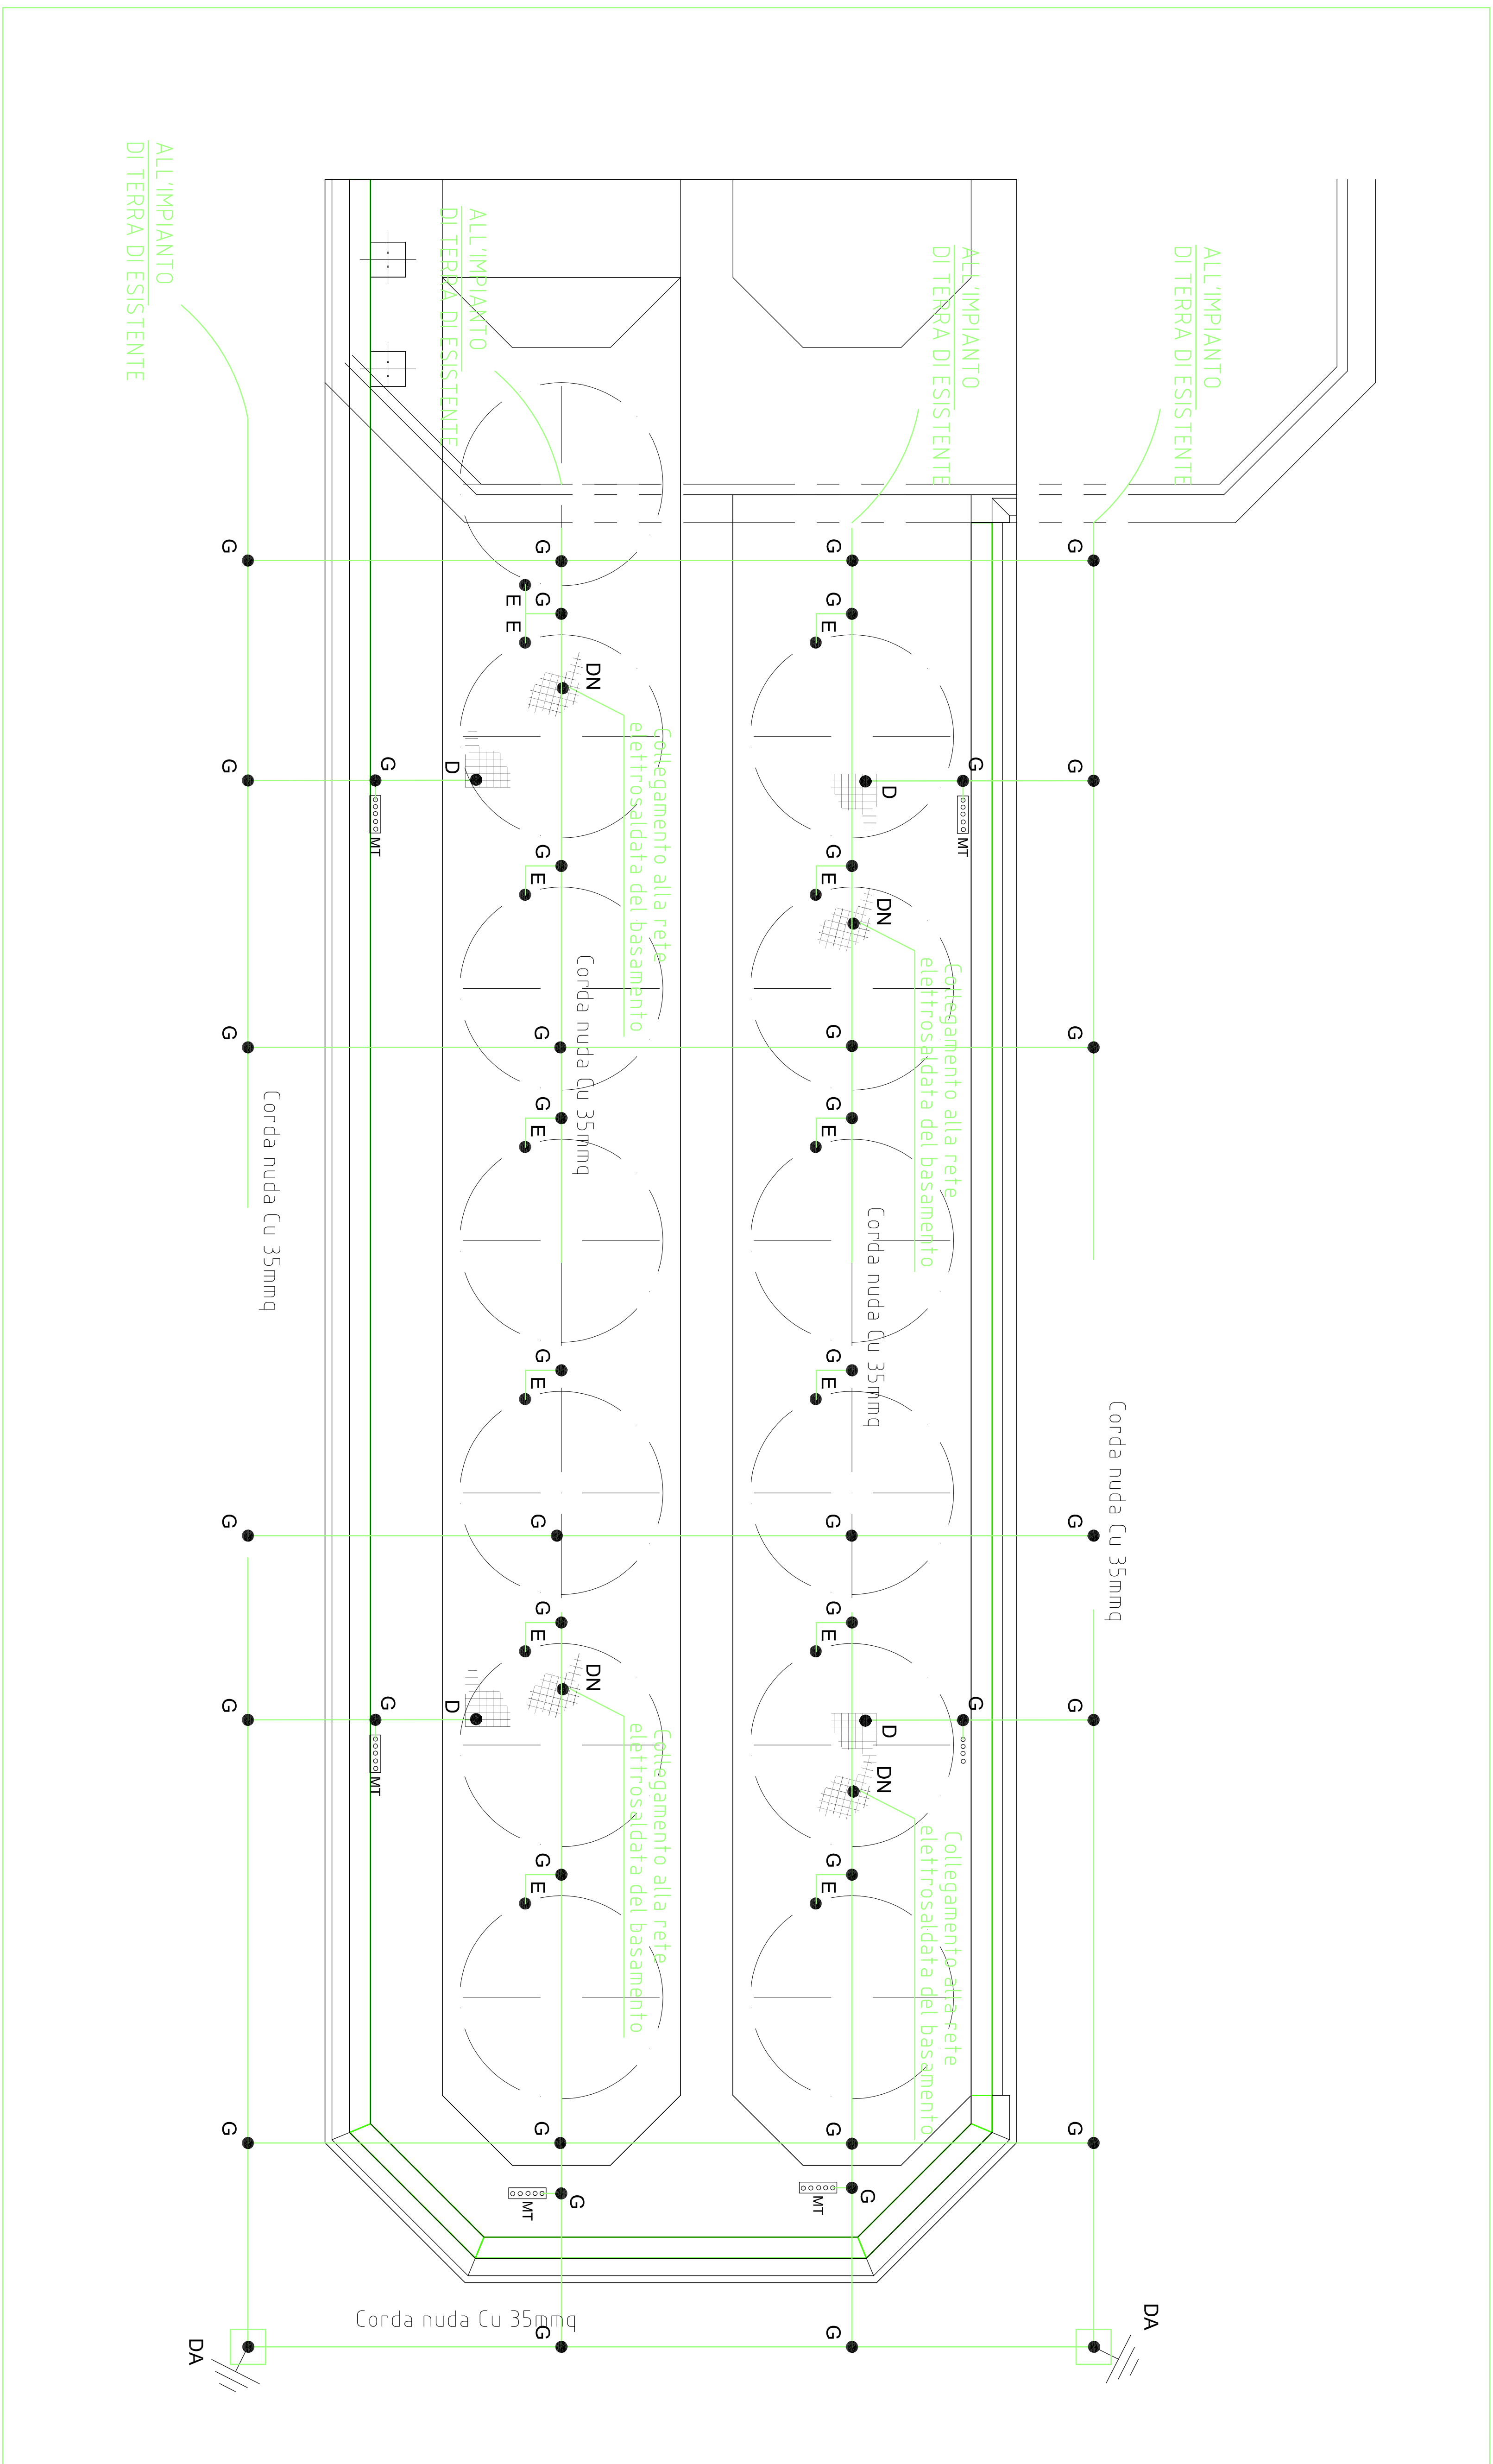 ALL'IMPIANTO
DI TERRA DI ESISTENTE
ALL'IMPIANTO
DI TERRA DI ESISTENTE
ALL'IMPIANTO
DI TERRA DI ESISTENTE
ALL'IMPIANTO
DI TERRA DI ESISTENTE
G
G
G
G
E
G
G
E
E
DN
Collegamento alla rete
elettrosaldata del basamento
G
G
D
D
G
G
MT
MT
G
E
G
E
DN
Collegamento alla rete
elettrosaldata del basamento
Corda nuda Cu 35mmq
G
G
G
G
Corda nuda Cu 35mmq
G
E
G
E
Corda nuda Cu 35mmq
G
E
G
E
Corda nuda Cu 35mmq
G
G
G
G
G
E
G
E
DN
Collegamento alla rete
elettrosaldata del basamento
G
G
D
D
G
G
MT
DN
Collegamento alla rete
elettrosaldata del basamento
G
E
G
E
G
G
G
G
MT
G
MT
G
Corda nuda Cu 35mmq
DA
G
G
DA